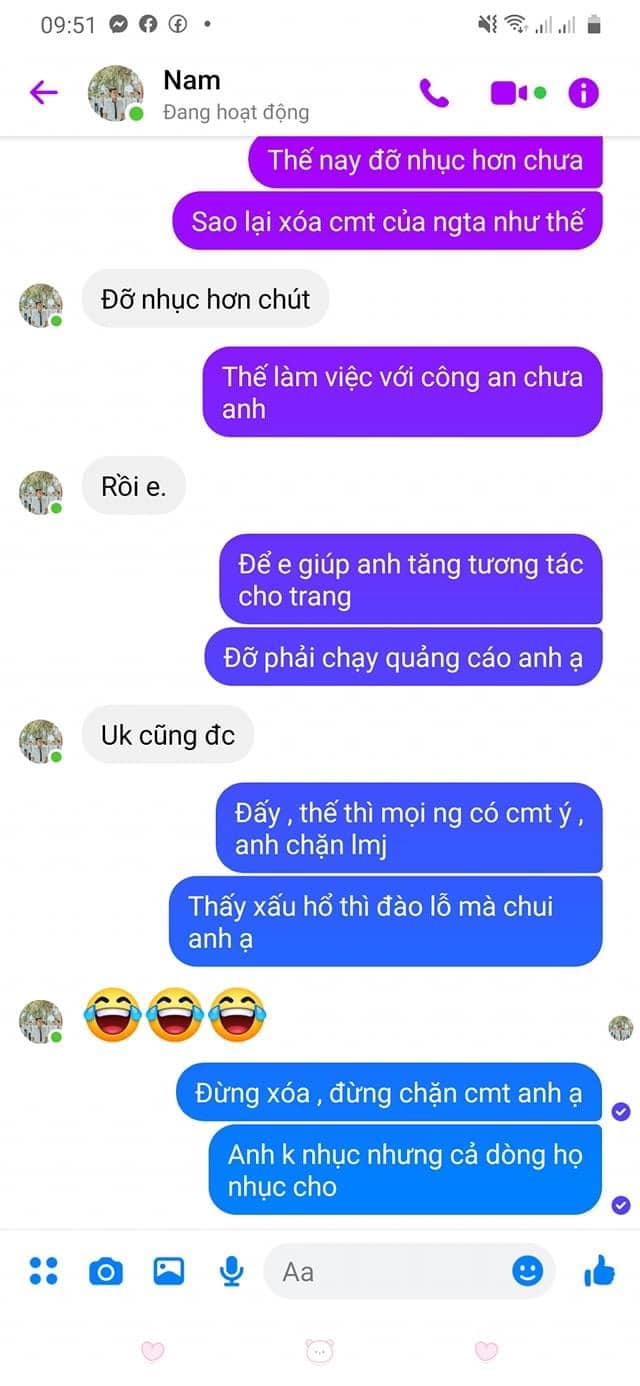 09:51
Nam
Đang hoạt động
Thế nay đỡ nhục hơn chưa
Sao lại xóa cmt của ngta như thế
Đỡ nhục hơn chút
Thế làm việc với công an chưa
anh
Rồi e.
Để e giúp anh tăng tương tác
cho trang
Đỡ phải chạy quảng cáo anh ạ
Uk cũng đc
Đấy , thế thì mọi ng có cmt ý ,
anh chặn lmj
Thấy xấu hổ thì đào lỗ mà chui
anh ạ
Đừng xóa , đừng chặn cmt anh ạ
Anh k nhục nhưng cả dòng họ
nhục cho
Aa